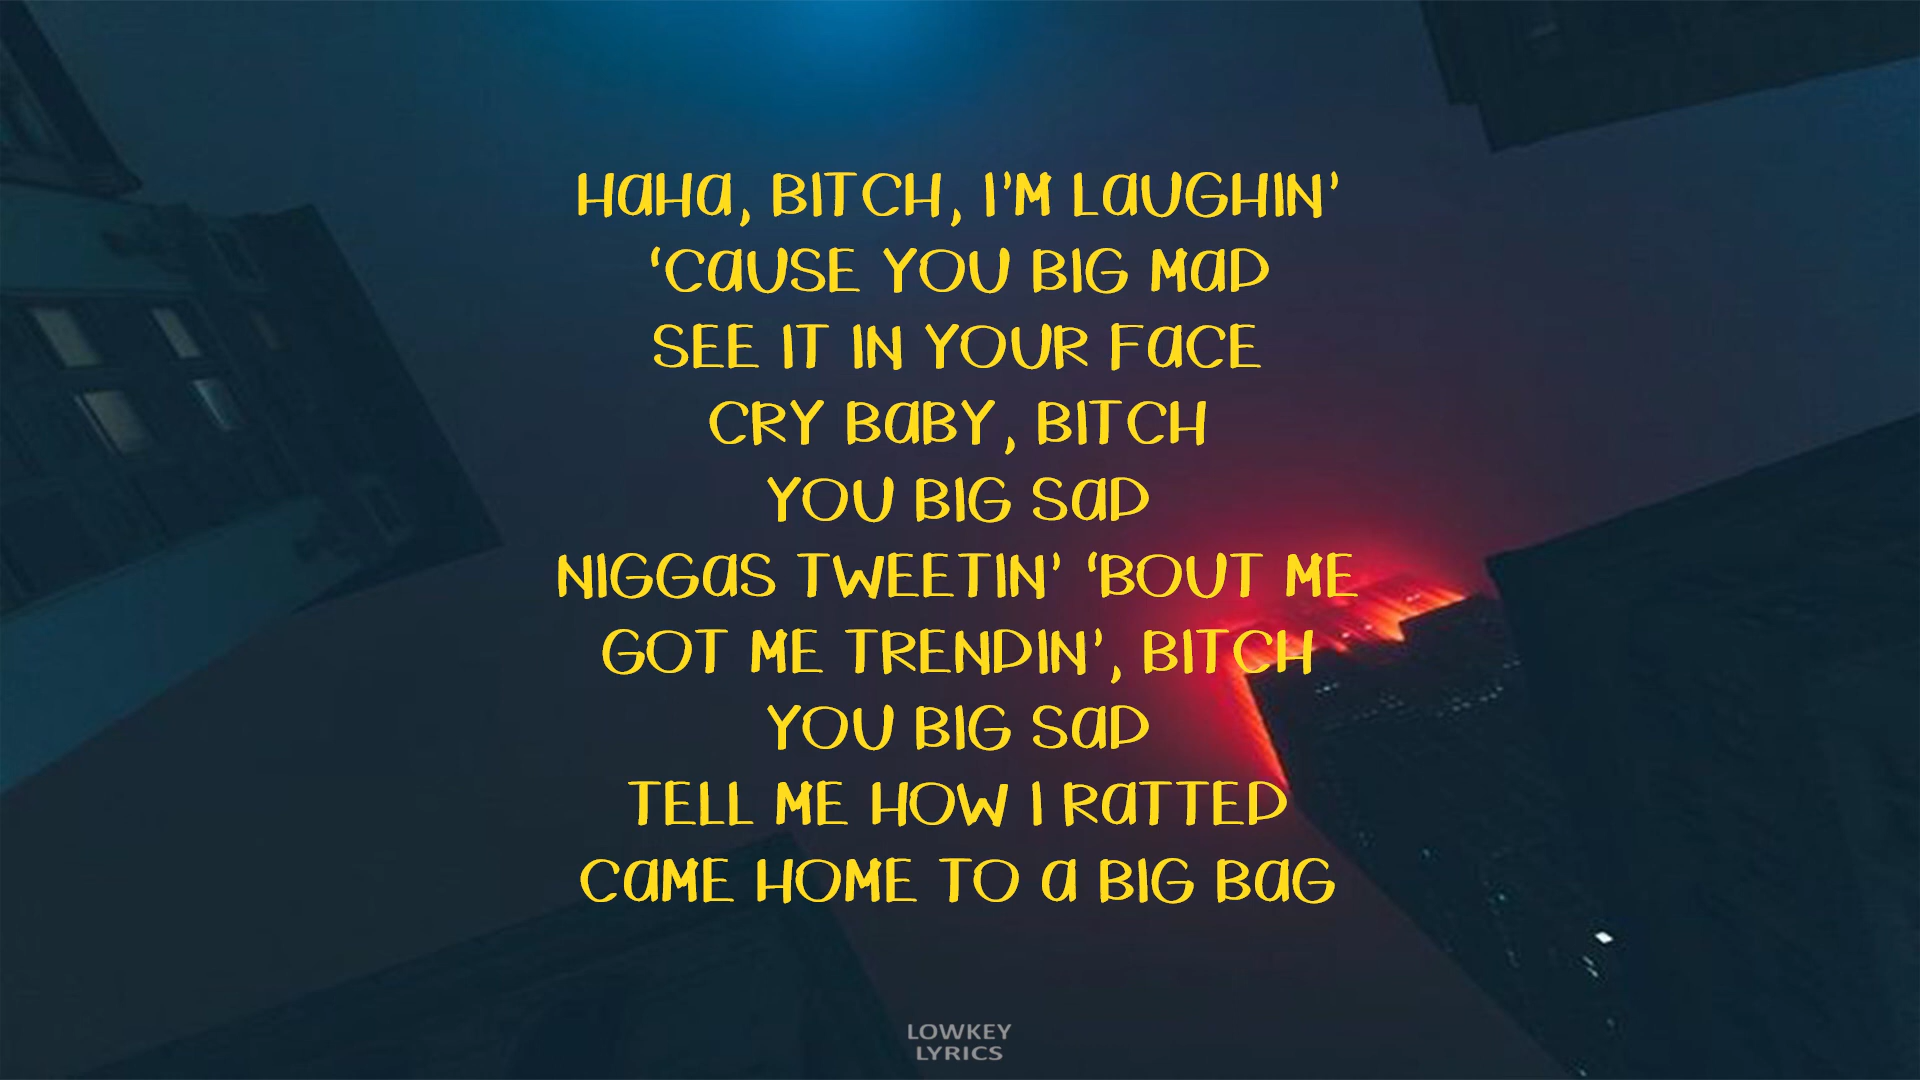 HAHA, BITCH, I'M LAUGHIN'
'CAUSE YOU BIG MAD
SEE IT IN YOUR FACE
CRY BABY, BITCH
YOU BIG SAD
NIGGAS TWEETIN' 'BOUT ME
GOT ME TRENDIN', BITCH
YOU BIG SAD
TELL ME HOW I RATTED
CAME HOME TO A BIG BAG
LOWKEY
LYRICS